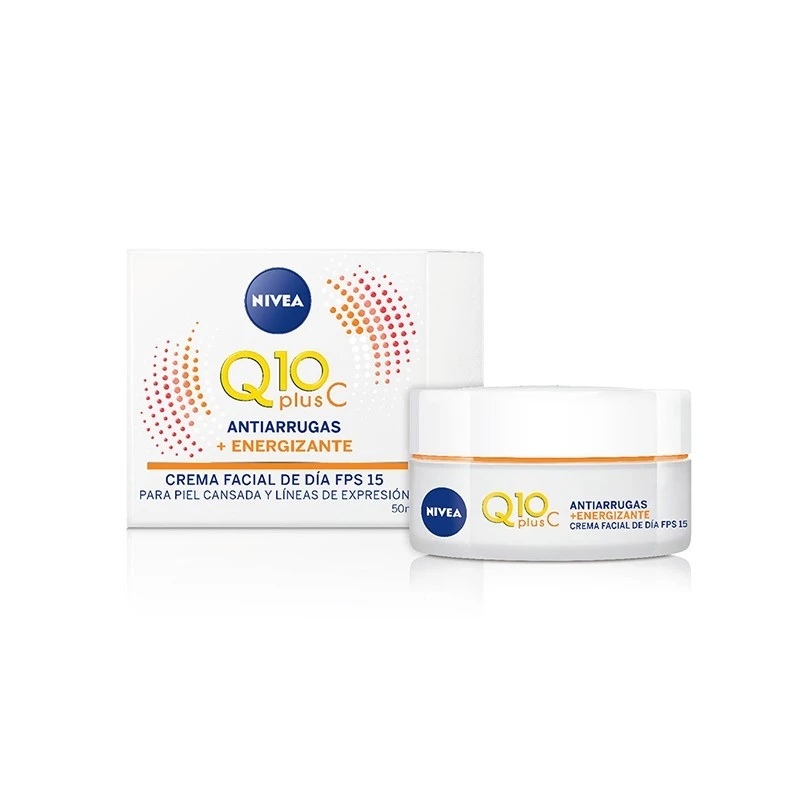 NIVEA
Q10
plus C
ANTIARRUGAS
+ ENERGIZANTE
CREMA FACIAL DE DÍA FPS 15
PARA PIEL CANSADA Y LÍNEAS DE EXPRESIÓN
NIVEA
Q10
plus C
ANTIARRUGAS
+ENERGIZANTE
CREMA FACIAL DE DÍA FPS 15